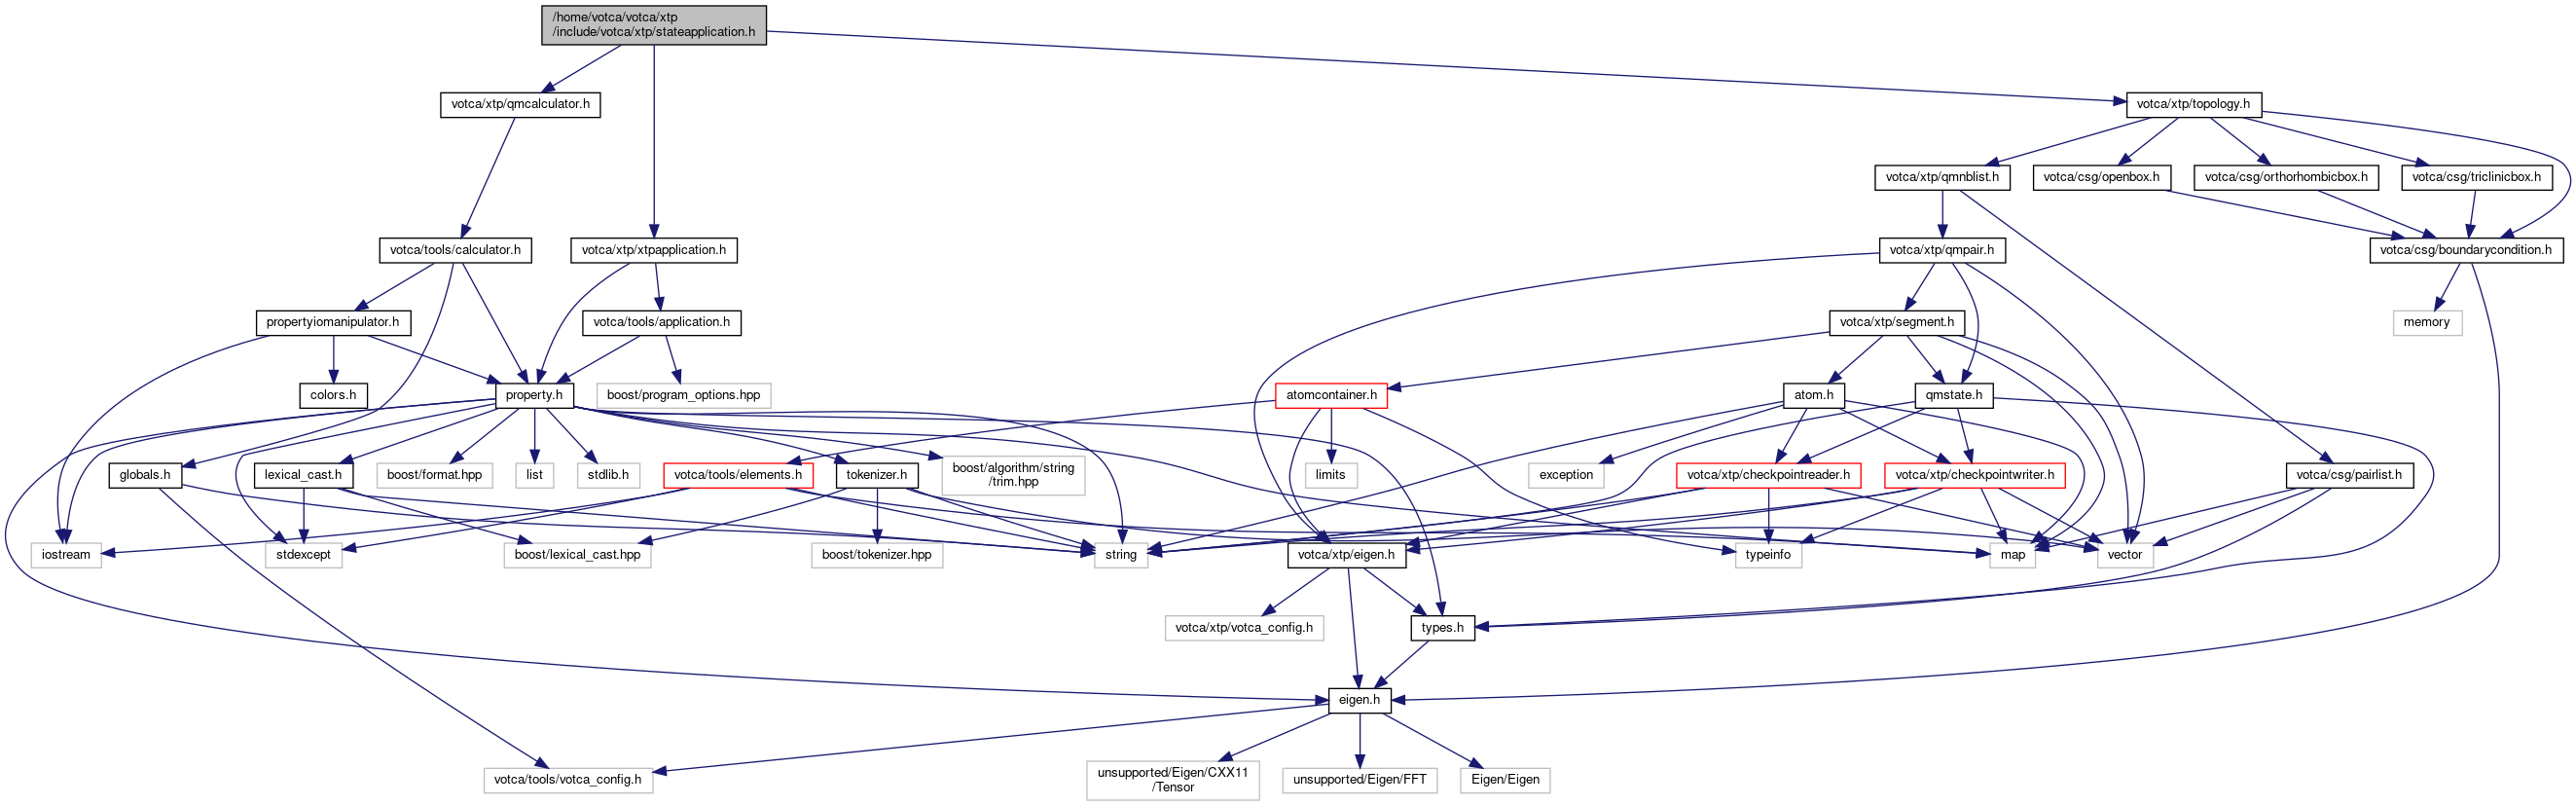 /home/votca/votca/xtp
/include/votca/xtp/stateapplication.h
votca/xtp/qmcalculator.h
votca/xtp/topology.h
votca/xtp/qmnblist.h
votca/csg/openbox.h
votca/csg/orthorhombicbox.h
votca/csg/triclinicbox.h
votca/tools/calculator.h
votca/xtp/xtpapplication.h
votca/xtp/qmpair.h
votca/csg/boundarycondition.h
propertyiomanipulator.h
votca/tools/application.h
votca/xtp/segment.h
memory
colors.h
property.h
boost/program_options.hpp
atomcontainer.h
atom.h
qmstate.h
globals.h
lexical_cast.h
boost/format.hpp
list
stdlib.h
votca/tools/elements.h
tokenizer.h
boost/algorithm/string
/trim.hpp
limits
exception
votca/xtp/checkpointreader.h
votca/xtp/checkpointwriter.h
votca/csg/pairlist.h
iostream
stdexcept
boost/lexical_cast.hpp
boost/tokenizer.hpp
string
votca/xtp/eigen.h
typeinfo
map
vector
votca/xtp/votca_config.h
types.h
eigen.h
votca/tools/votca_config.h
unsupported/Eigen/CXX11
/Tensor
unsupported/Eigen/FFT
Eigen/Eigen